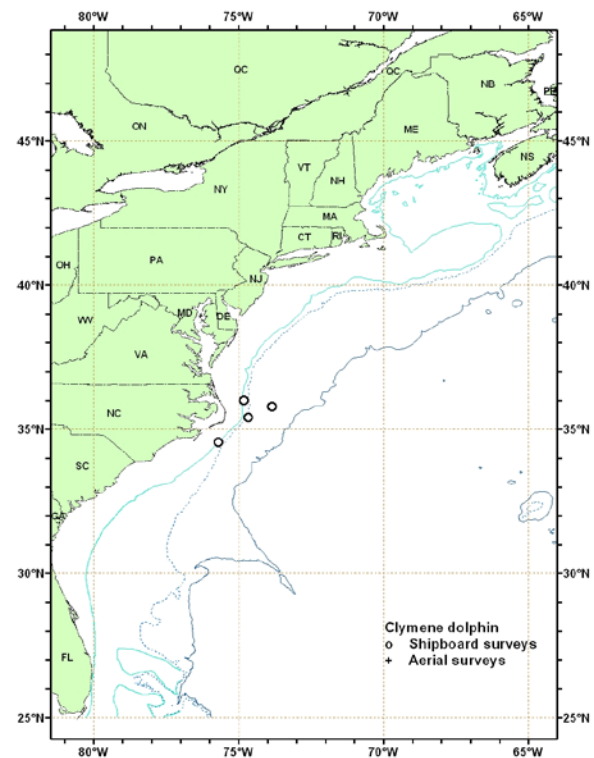 80°W 75°W 70°W 65°W
QC
QC
NB
PE
ON
ME
45°N 45°N
NS
VT
NH
NY
MA
CT RI
OH
PA
NJ
40°N 40°N
MD
DE
WV
VA
NC
35°N 35°N
SC
GA
30°N 30°N
Clymene dolphin
Shipboard surveys
Aerial surveys
FL
25°N 25°N
80°W 75°W 70°W 65°W